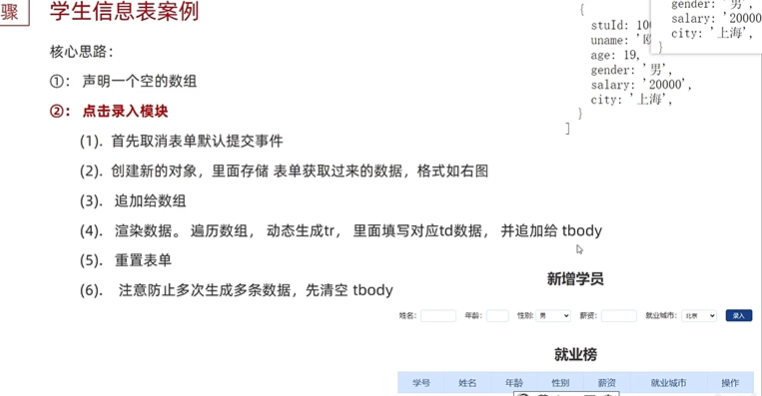 骤
学生信息表案例
核心思路：
①： 声明一个空的数组
②： 点击录入模块
(1). 首先取消表单默认提交事件
(2). 创建新的对象，里面存储 表单获取过来的数据，格式如右图
(3). 追加给数组
(4). 渲染数据。 遍历数组， 动态生成tr， 里面填写对应td数据， 并追加给 tbody
(5). 重置表单
(6). 注意防止多次生成多条数据，先清空 tbody
{
stuId: 100
uname: '欧
age: 19,
gender: '男',
salary: '20000',
city: '上海',
}
]
gender: '男',
salary: '20000
city: '上海',
}
新增学员
姓名： 年龄： 性别: 男 薪资： 就业城市： 北京 录入
就业榜
学号 姓名 年龄 性别 薪资 就业城市 操作